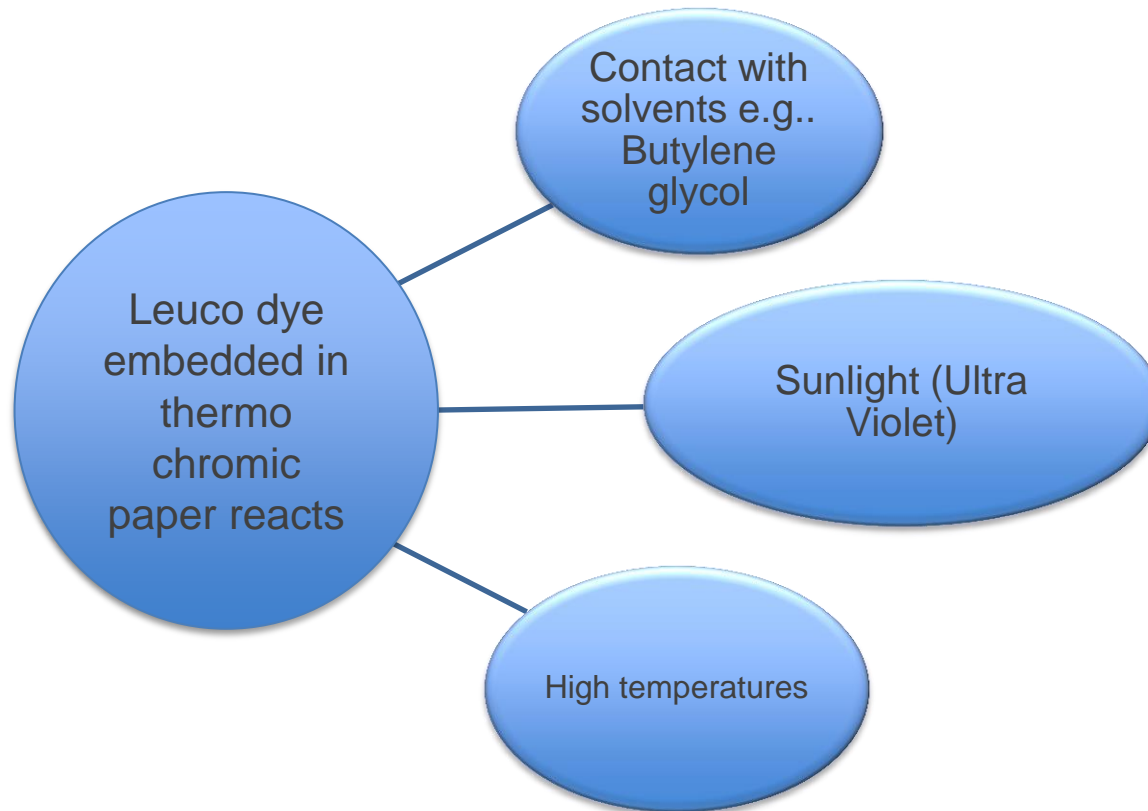 Leuco dye
embedded in
thermo
chromic
paper reacts
Contact with
solvents e.g..
Butylene
glycol
Sunlight (Ultra
Violet)
High temperatures